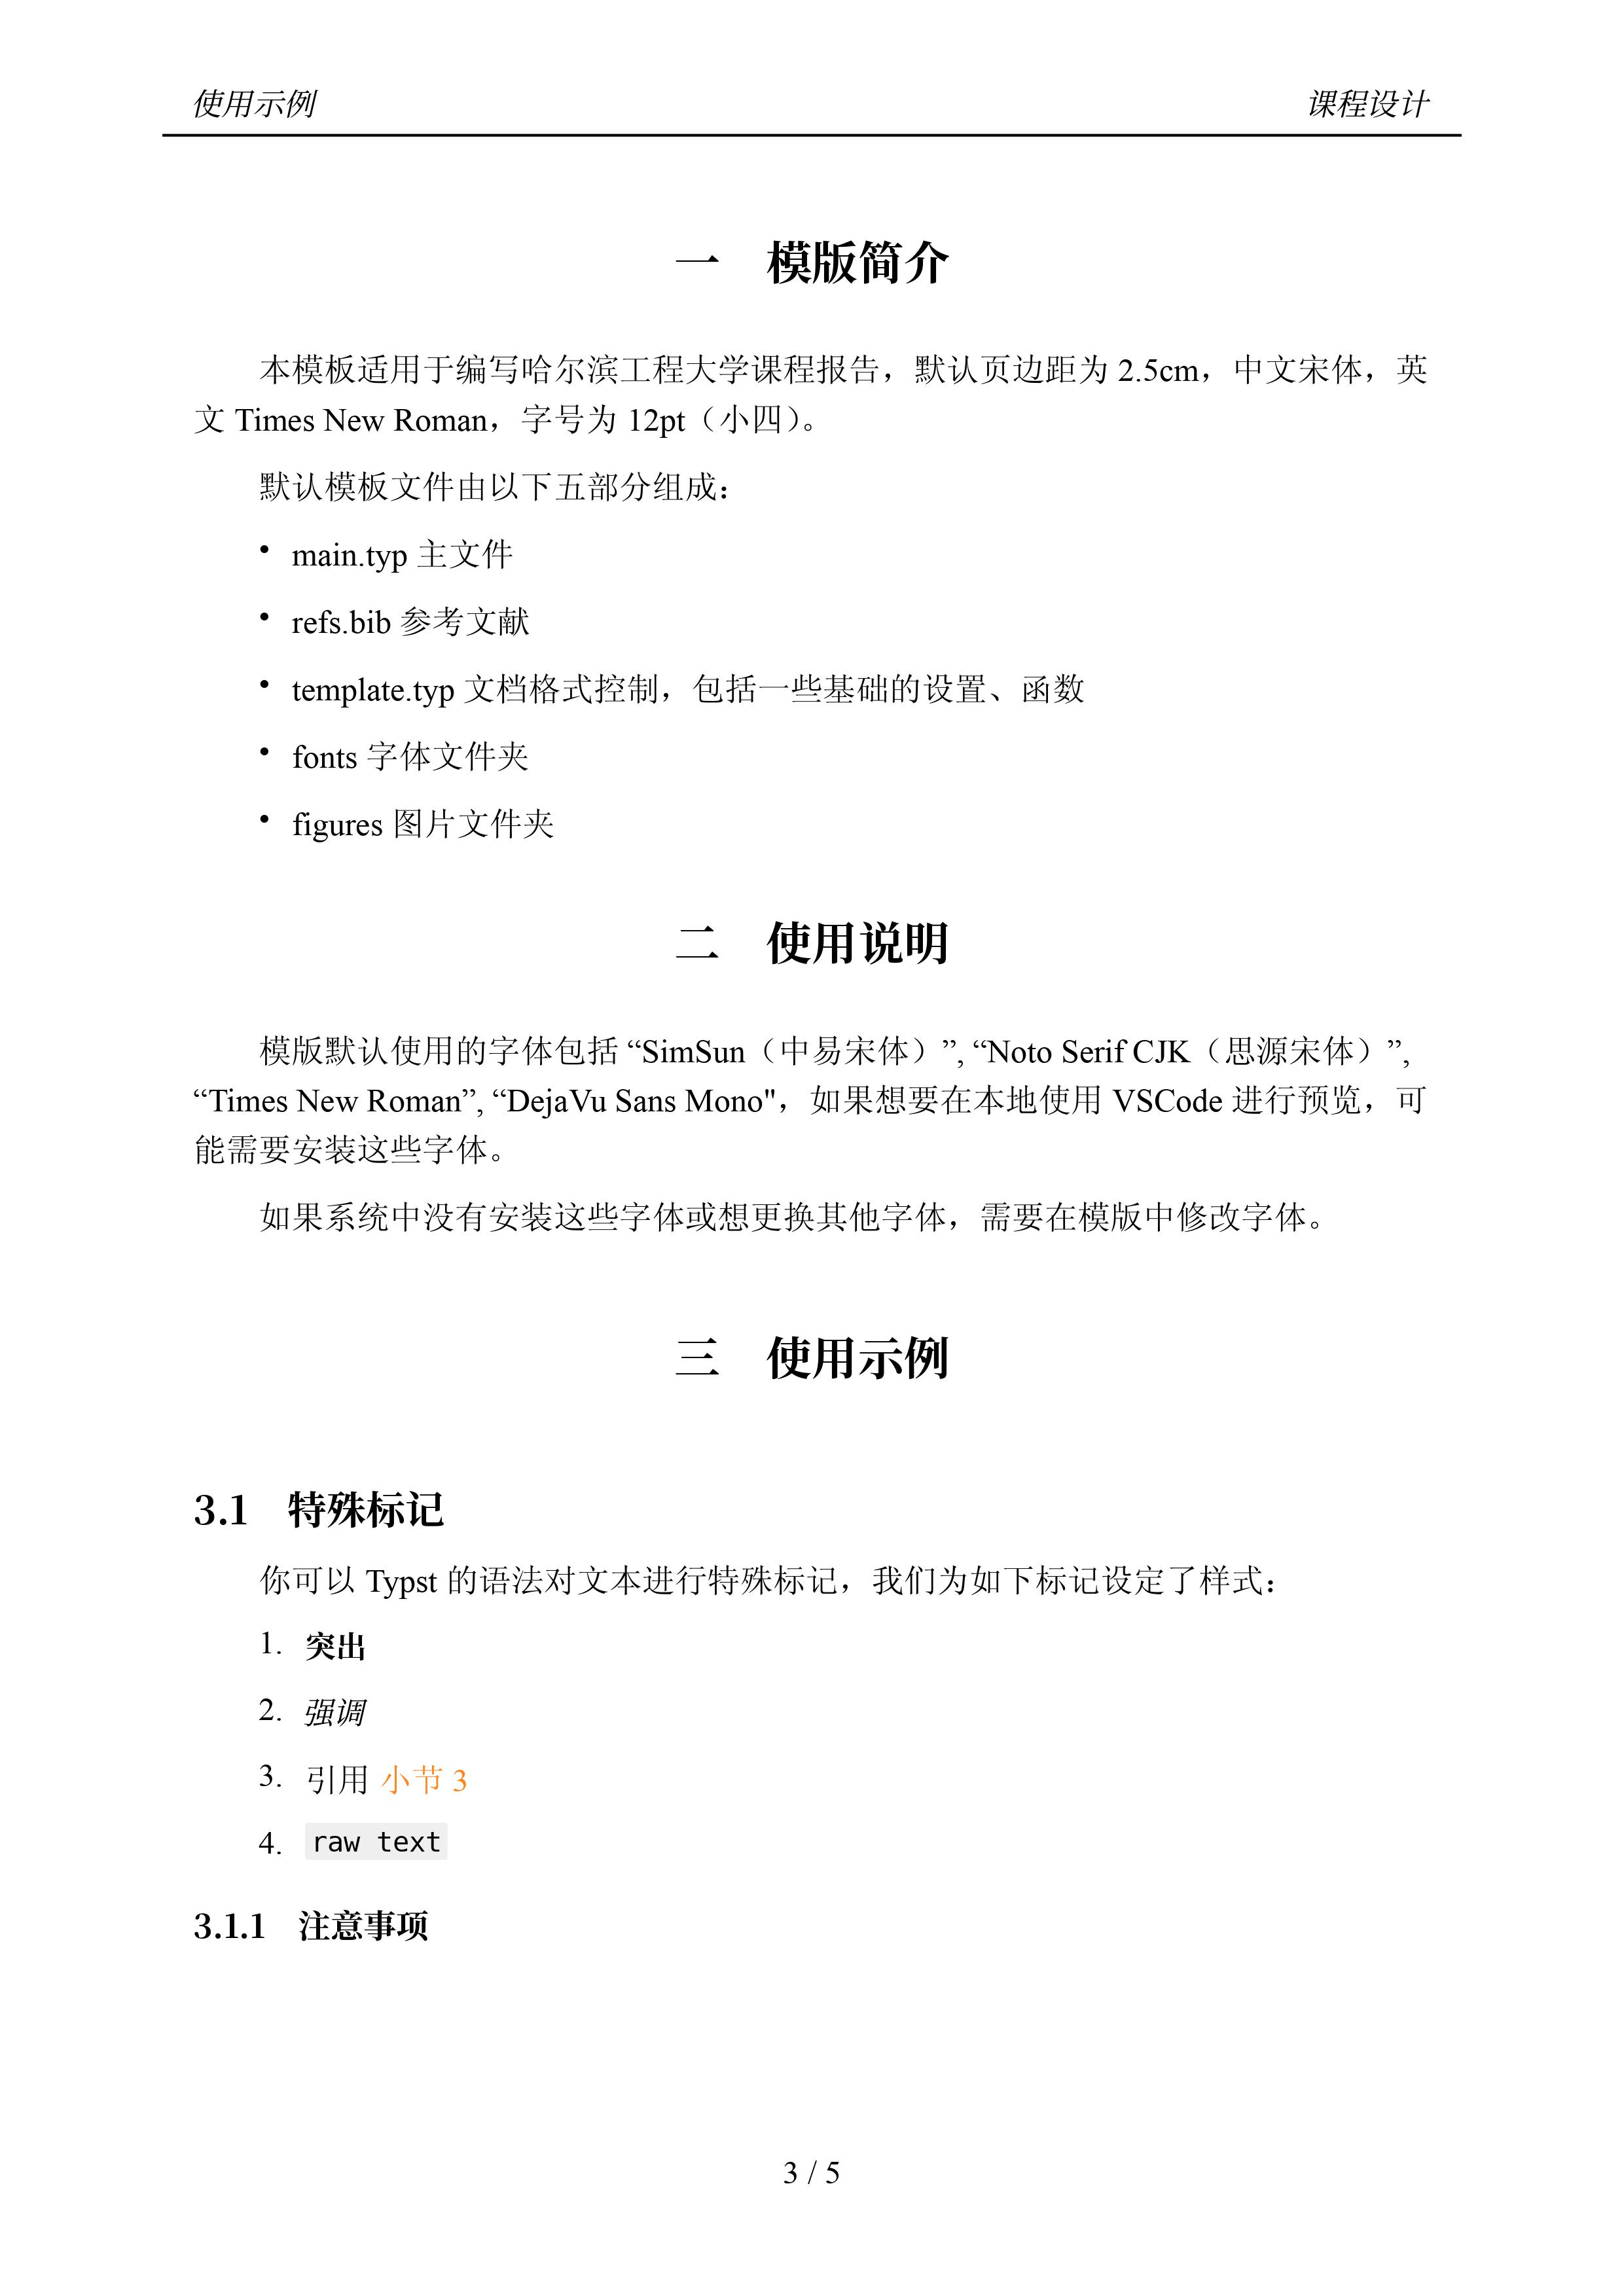 使用示例 课程设计
一 模版简介
本模板适用于编写哈尔滨工程大学课程报告，默认页边距为 2.5cm，中文宋体，英
文 Times New Roman，字号为 12pt（小四）。
默认模板文件由以下五部分组成：
• main.typ 主文件
• refs.bib 参考文献
• template.typ 文档格式控制，包括一些基础的设置、函数
• fonts 字体文件夹
• figures 图片文件夹
二 使用说明
模版默认使用的字体包括 “SimSun（中易宋体）”, “Noto Serif CJK（思源宋体）”,
“Times New Roman”, “DejaVu Sans Mono"，如果想要在本地使用 VSCode 进行预览，可
能需要安装这些字体。
如果系统中没有安装这些字体或想更换其他字体，需要在模版中修改字体。
三 使用示例
3.1 特殊标记
你可以 Typst 的语法对文本进行特殊标记，我们为如下标记设定了样式：
1. 突出
2. 强调
3. 引用 小节 3
4. raw text
3.1.1 注意事项
3 / 5